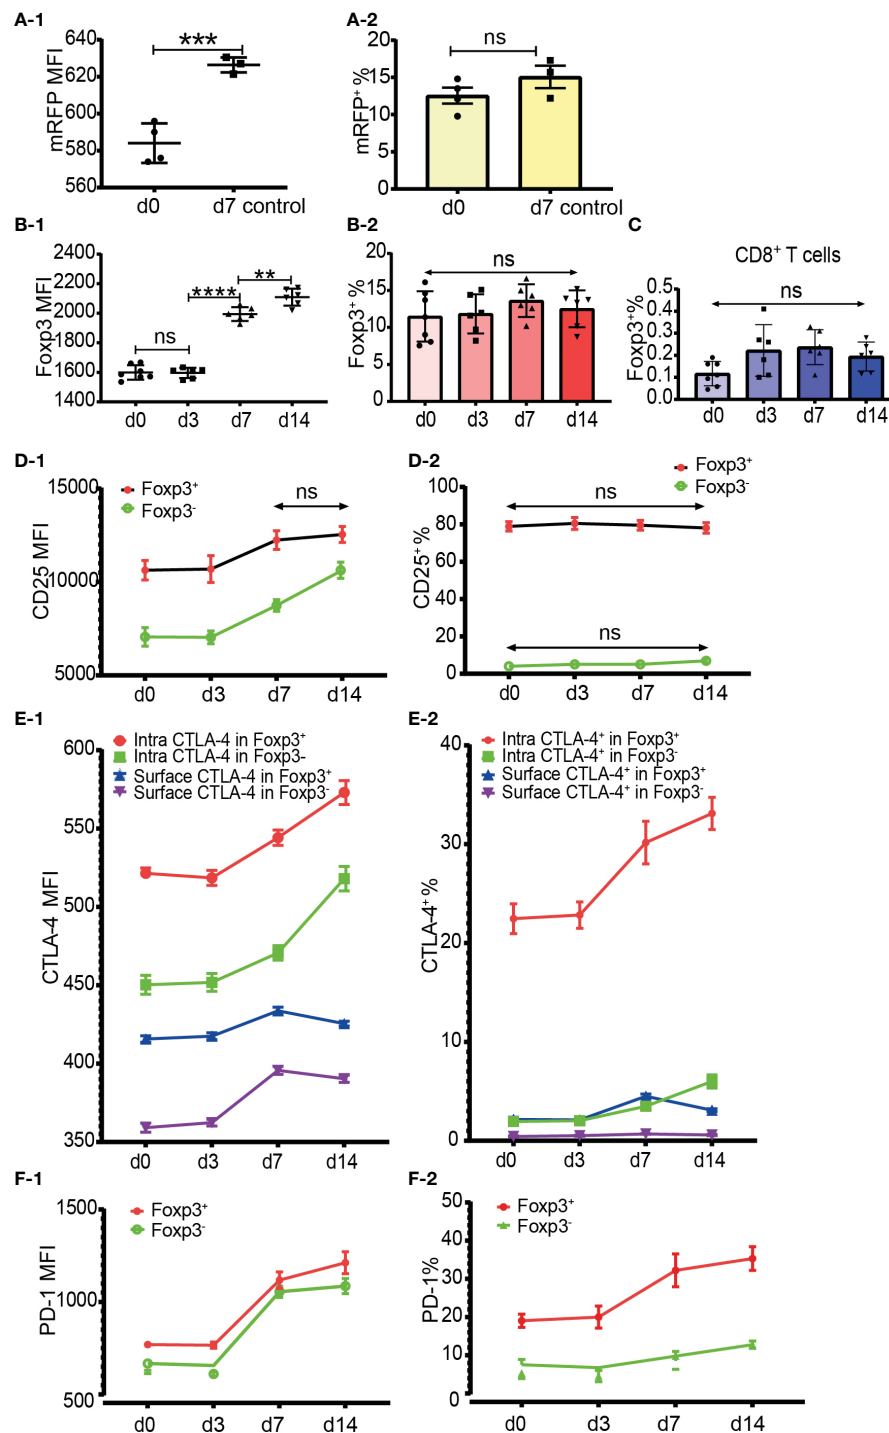 A-1
A-2
mRFP MFI
640
620
600
580
560
***
d0
d7 control
mRFP⁺ %
20
15
10
5
0
ns
d0
d7 control
B-1
B-2
C
Foxp3 MFI
2400
2200
2000
1800
1600
1400
ns
****
**
d0
d3
d7
d14
Foxp3⁺ %
20
15
10
5
0
ns
d0
d3
d7
d14
CD8⁺ T cells
Foxp3⁺%
0.5
0.4
0.3
0.2
0.1
0.0
ns
d0
d3
d7
d14
D-1
D-2
CD25 MFI
15000
10000
5000
Foxp3⁺
Foxp3⁻
ns
d0
d3
d7
d14
CD25⁺ %
100
80
60
40
20
0
Foxp3⁺
Foxp3⁻
ns
ns
d0
d3
d7
d14
E-1
E-2
CTLA-4 MFI
600
550
500
450
400
350
Intra CTLA-4 in Foxp3⁺
Intra CTLA-4 in Foxp3-
Surface CTLA-4 in Foxp3⁺
Surface CTLA-4 in Foxp3⁻
d0
d3
d7
d14
CTLA-4⁺ %
40
30
20
10
0
Intra CTLA-4⁺ in Foxp3⁺
Intra CTLA-4⁺ in Foxp3⁻
Surface CTLA-4⁺ in Foxp3⁺
Surface CTLA-4⁺ in Foxp3⁻
d0
d3
d7
d14
F-1
F-2
PD-1 MFI
1500
1000
500
Foxp3⁺
Foxp3⁻
d0
d3
d7
d14
PD-1%
50
40
30
20
10
0
Foxp3⁺
Foxp3⁻
d0
d3
d7
d14